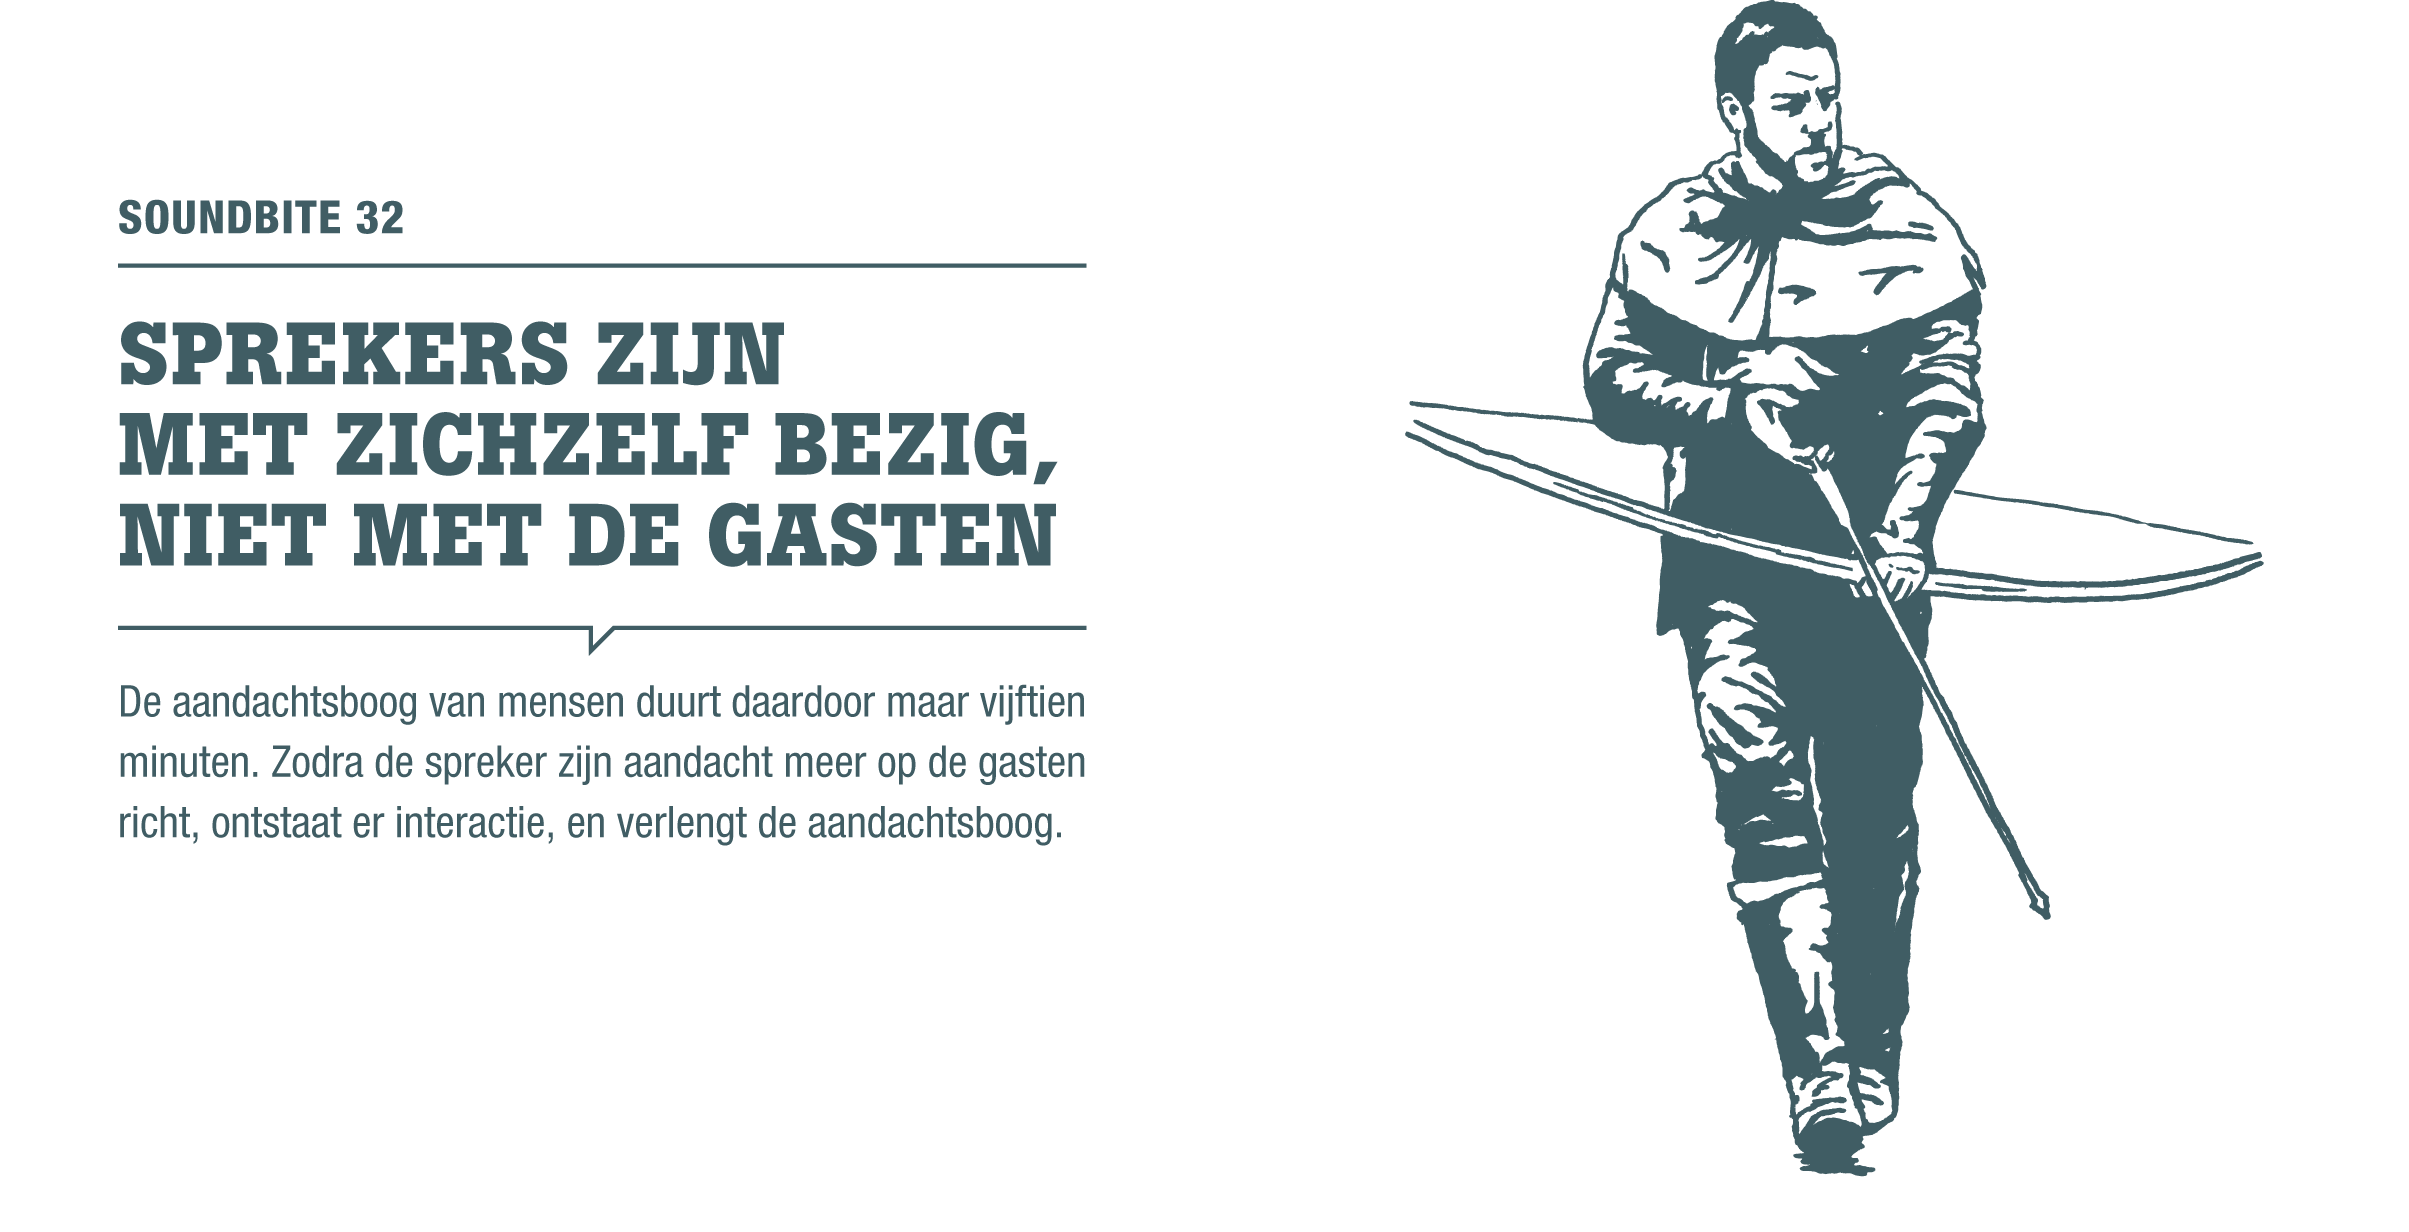 SOUNDBITE 32
SPREKERS ZIJN
MET ZICHZELF BEZIG,
NIET MET DE GASTEN
De aandachtsboog van mensen duurt daardoor maar vijftien
minuten. Zodra de spreker zijn aandacht meer op de gasten
richt, ontstaat er interactie, en verlengt de aandachtsboog.